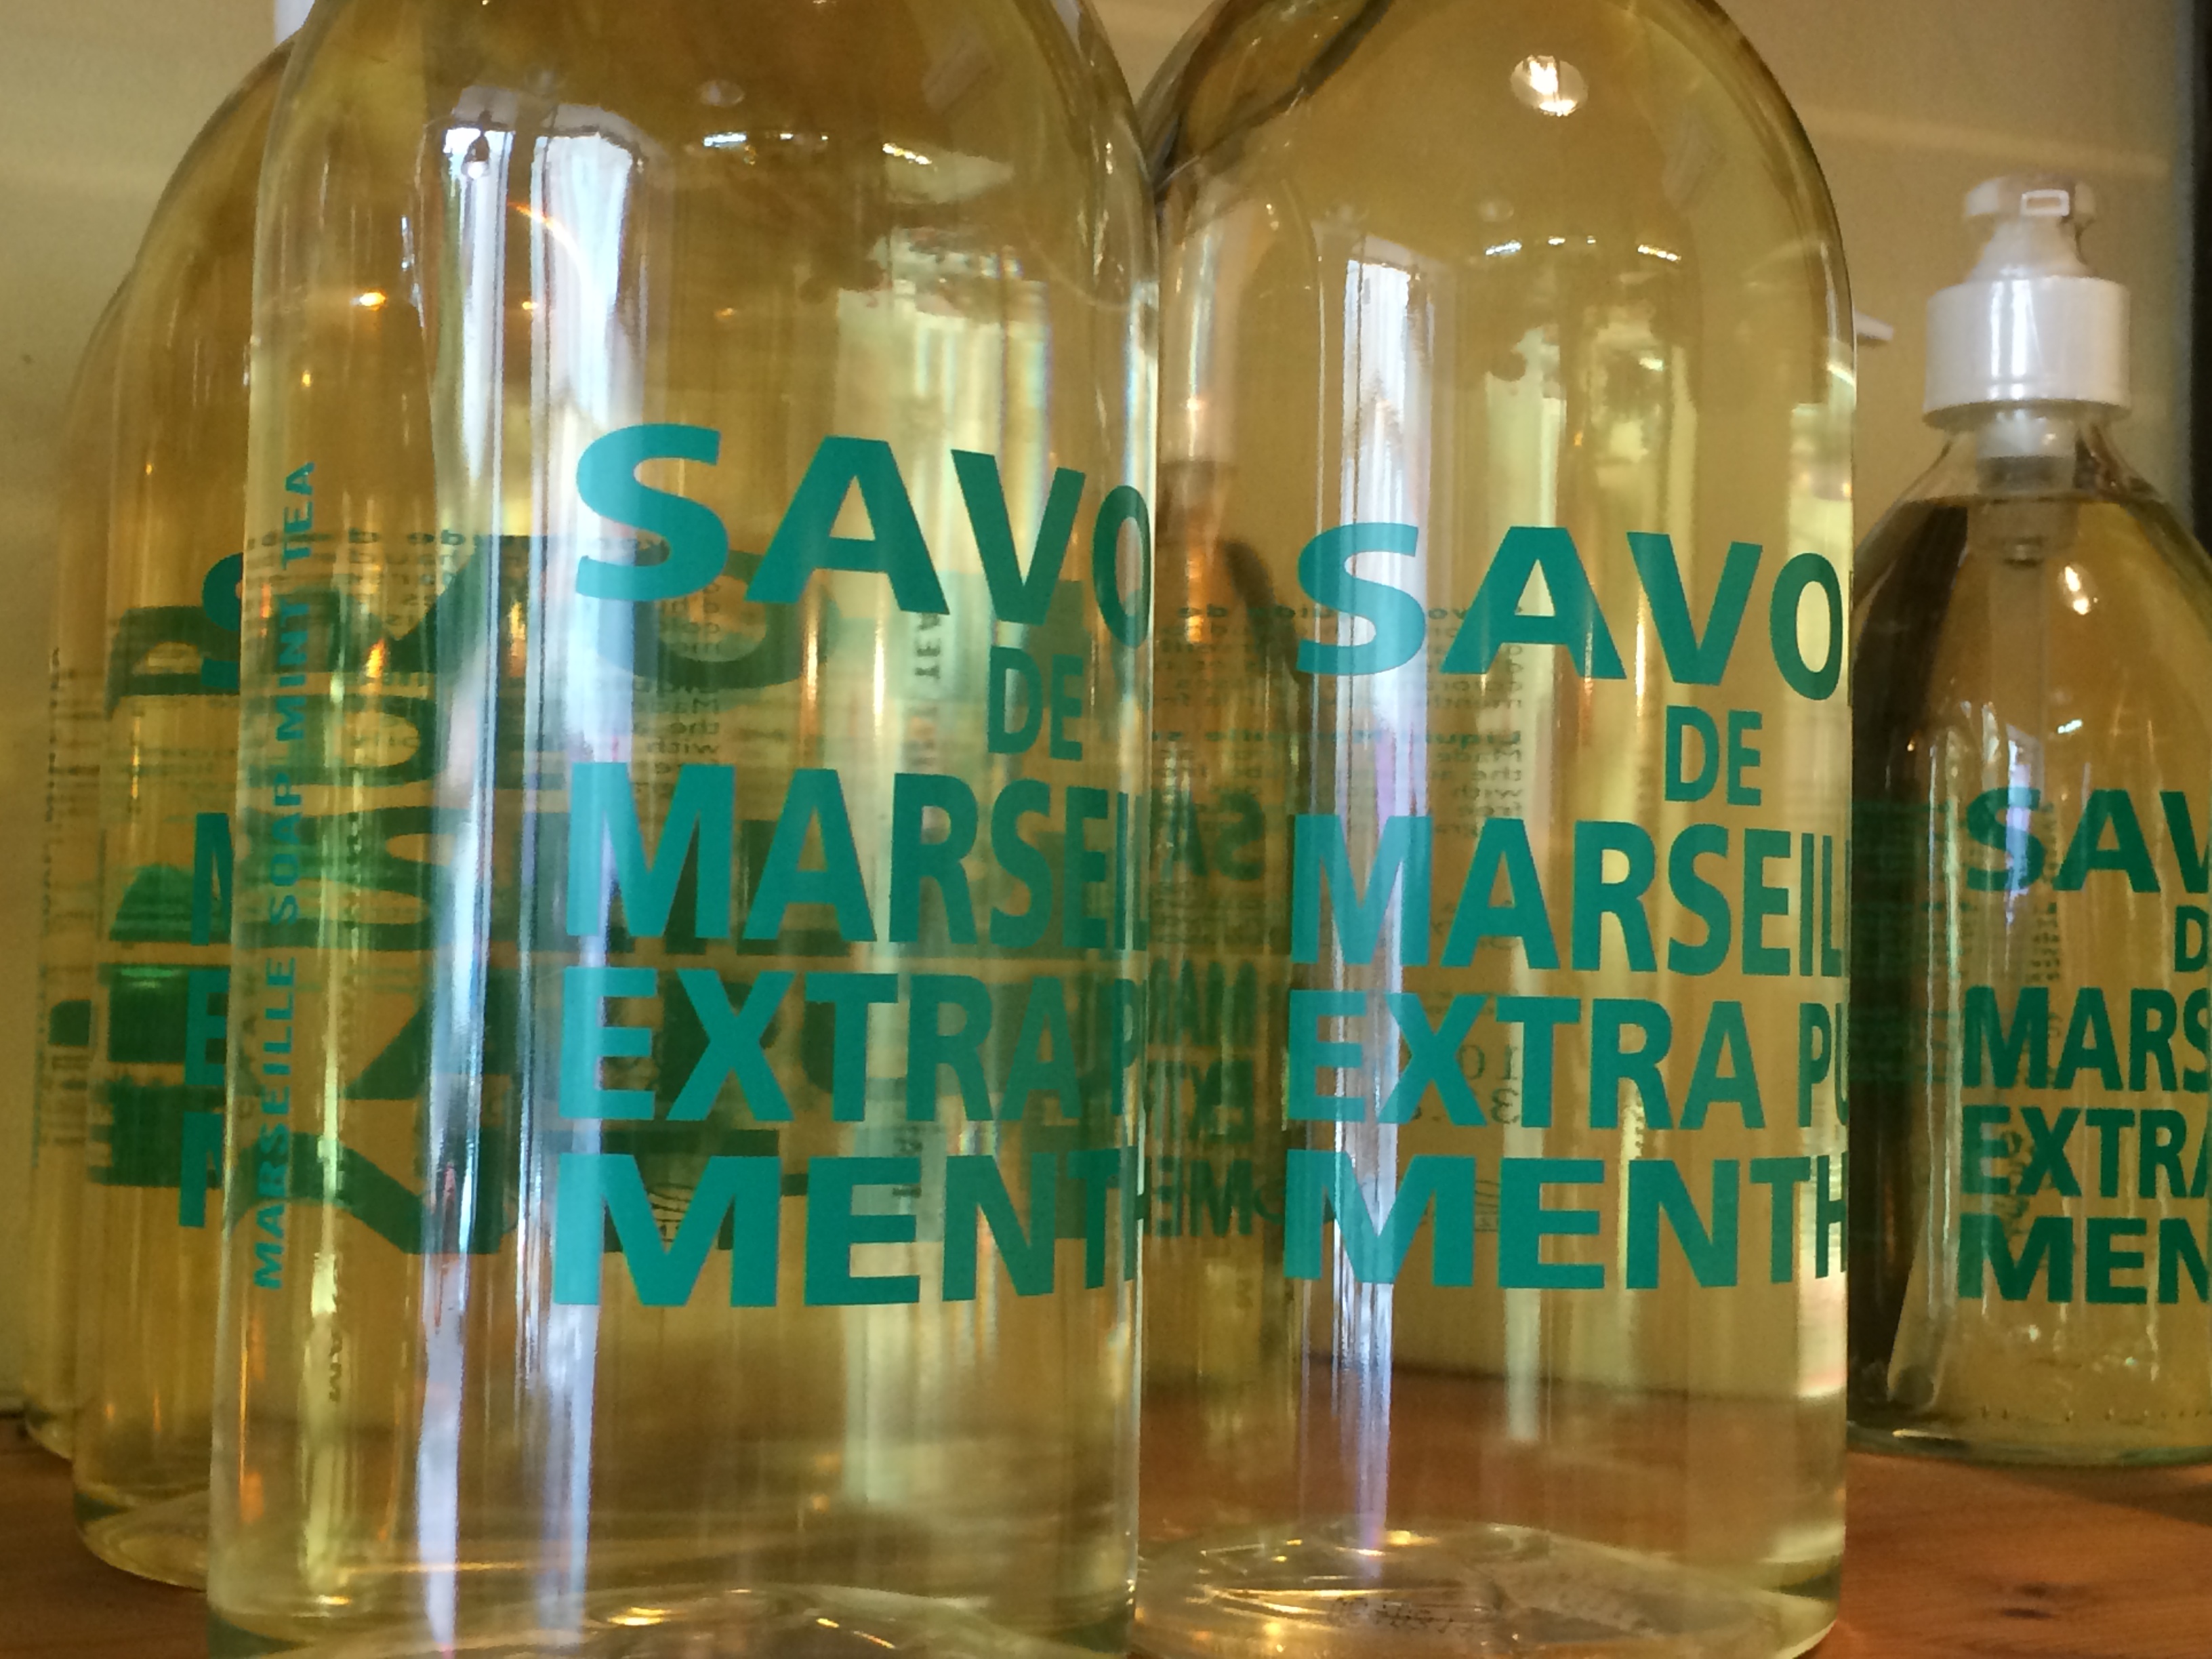 MARSEILLE SOAP MINT TEA
SAVO
DE
MARSEIL
EXTRA P
MENTH
SAVO
DE
MARSEIL
EXTRA PU
MENTH
SAV
D
MARS
EXTRA
MEN